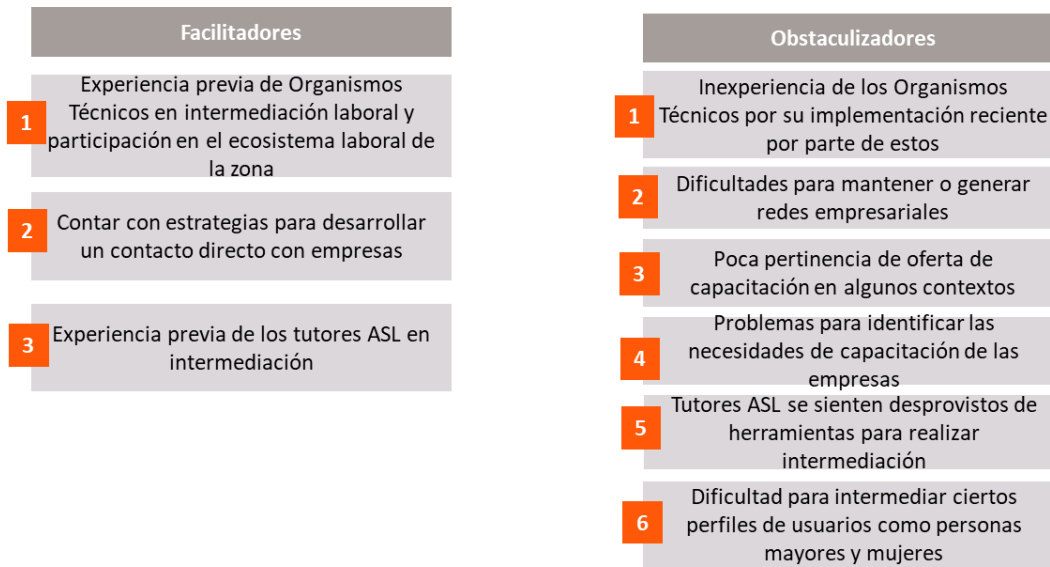 Facilitadores
1
Experiencia previa de Organismos
Técnicos en intermediación laboral y
participación en el ecosistema laboral de
la zona
2
Contar con estrategias para desarrollar
un contacto directo con empresas
3
Experiencia previa de los tutores ASL en
intermediación
Obstaculizadores
1
Inexperiencia de los Organismos
Técnicos por su implementación reciente
por parte de estos
2
Dificultades para mantener o generar
redes empresariales
3
Poca pertinencia de oferta de
capacitación en algunos contextos
4
Problemas para identificar las
necesidades de capacitación de las
empresas
5
Tutores ASL se sienten desprovistos de
herramientas para realizar
intermediación
6
Dificultad para intermediar ciertos
perfiles de usuarios como personas
mayores y mujeres